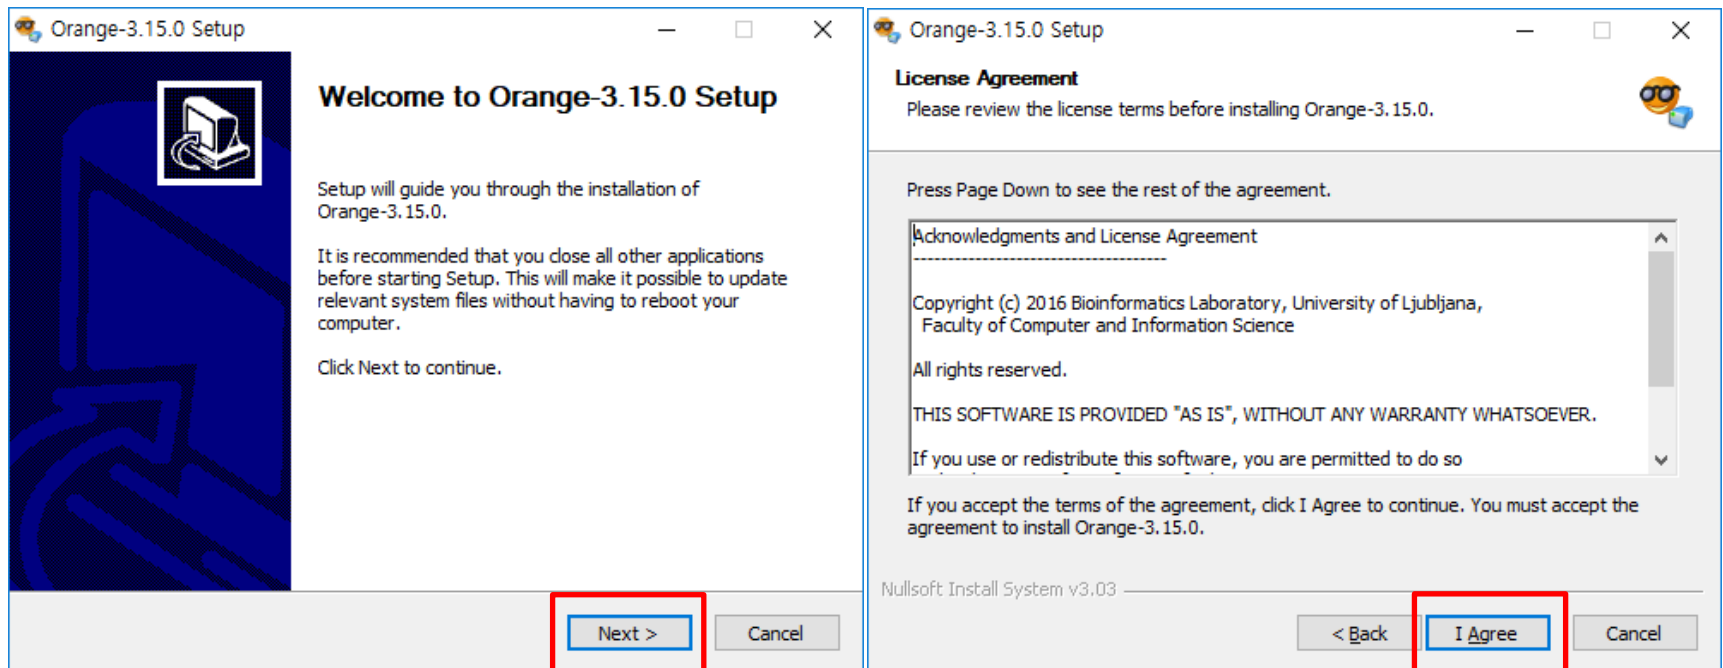 Orange-3.15.0 Setup
Welcome to Orange-3.15.0 Setup
Setup will guide you through the installation of
Orange-3.15.0.
It is recommended that you close all other applications
before starting Setup. This will make it possible to update
relevant system files without having to reboot your
computer.
Click Next to continue.
Next >
Cancel
Orange-3.15.0 Setup
License Agreement
Please review the license terms before installing Orange-3.15.0.
Press Page Down to see the rest of the agreement.
Acknowledgments and License Agreement
-------------------------------------
Copyright (c) 2016 Bioinformatics Laboratory, University of Ljubljana,
Faculty of Computer and Information Science
All rights reserved.
THIS SOFTWARE IS PROVIDED "AS IS", WITHOUT ANY WARRANTY WHATSOEVER.
If you use or redistribute this software, you are permitted to do so
If you accept the terms of the agreement, click I Agree to continue. You must accept the
agreement to install Orange-3.15.0.
Nullsoft Install System v3.03
< Back
I Agree
Cancel